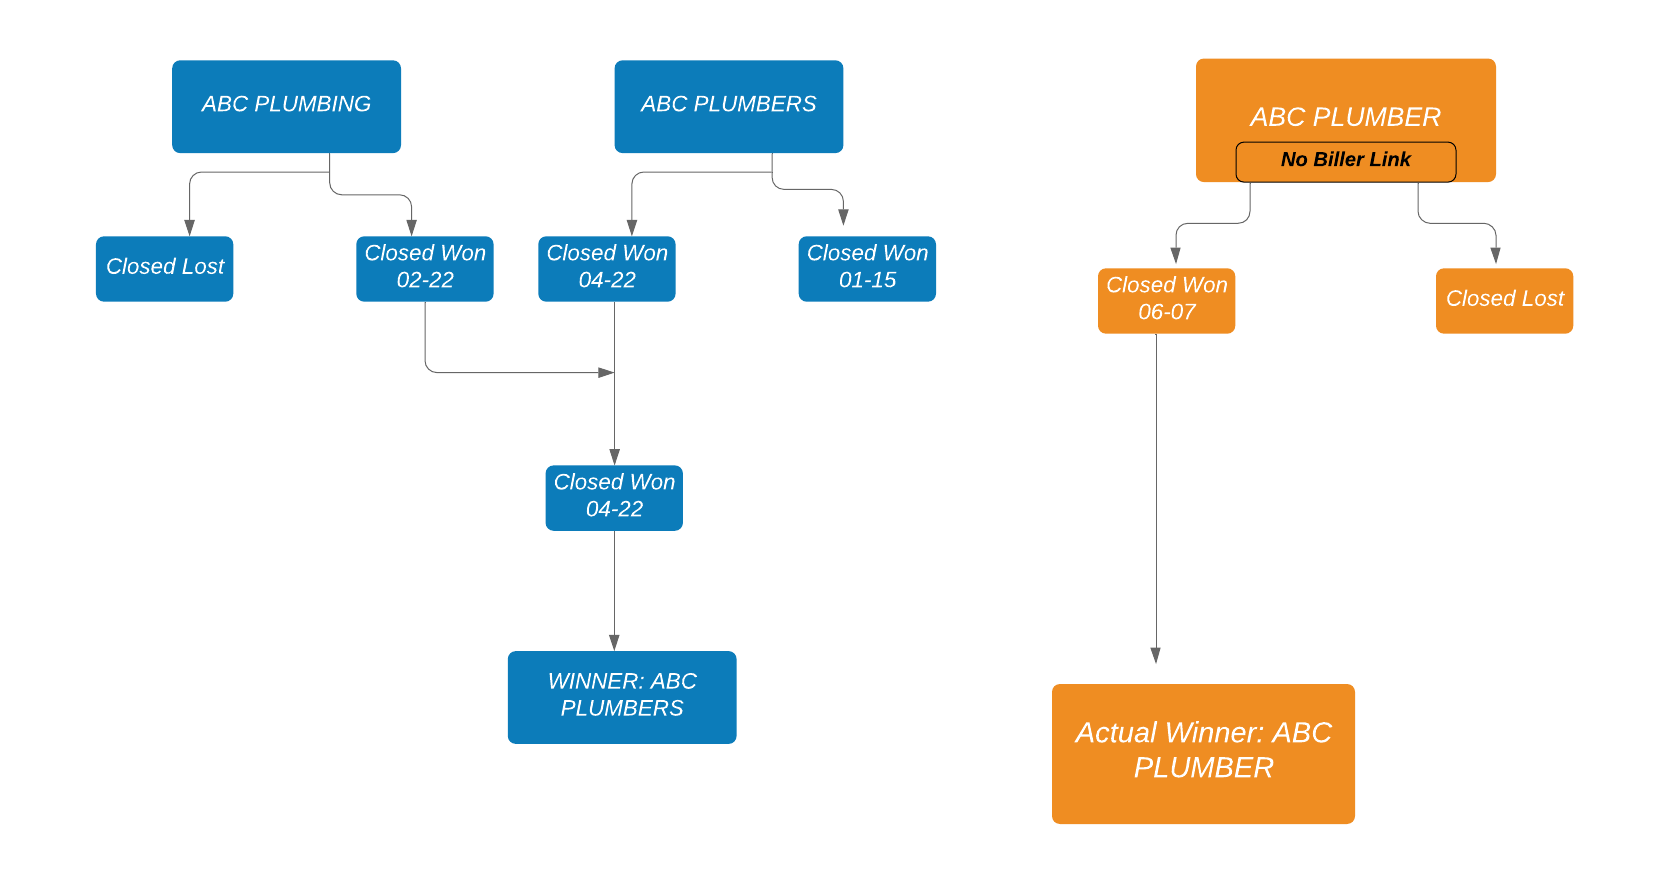 ABC PLUMBING
ABC PLUMBERS
ABC PLUMBER
No Biller Link
Closed Lost
Closed Won
02-22
Closed Won
04-22
Closed Won
01-15
Closed Won
06-07
Closed Lost
Closed Won
04-22
WINNER: ABC
PLUMBERS
Actual Winner: ABC
PLUMBER